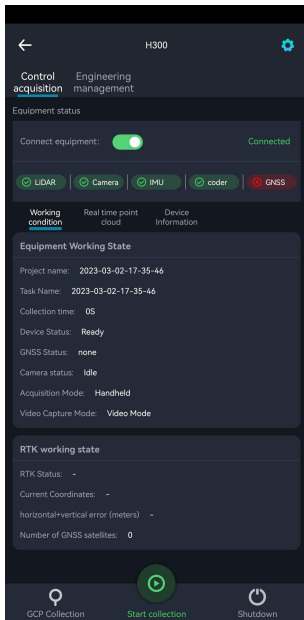 H300
Control acquisition
Engineering management
Equipment status
Connect equipment:
Connected
LiDAR
Camera
IMU
coder
GNSS
Working condition
Real time point cloud
Device Information
Equipment Working State
Project name: 2023-03-02-17-35-46
Task Name: 2023-03-02-17-35-46
Collection time: 0S
Device Status: Ready
GNSS Status: none
Camera status: Idle
Acquisition Mode: Handheld
Video Capture Mode: Video Mode
RTK working state
RTK Status: -
Current Coordinates: -
horizontal+vertical error (meters) -
Number of GNSS satellites: 0
GCP Collection
Start collection
Shutdown